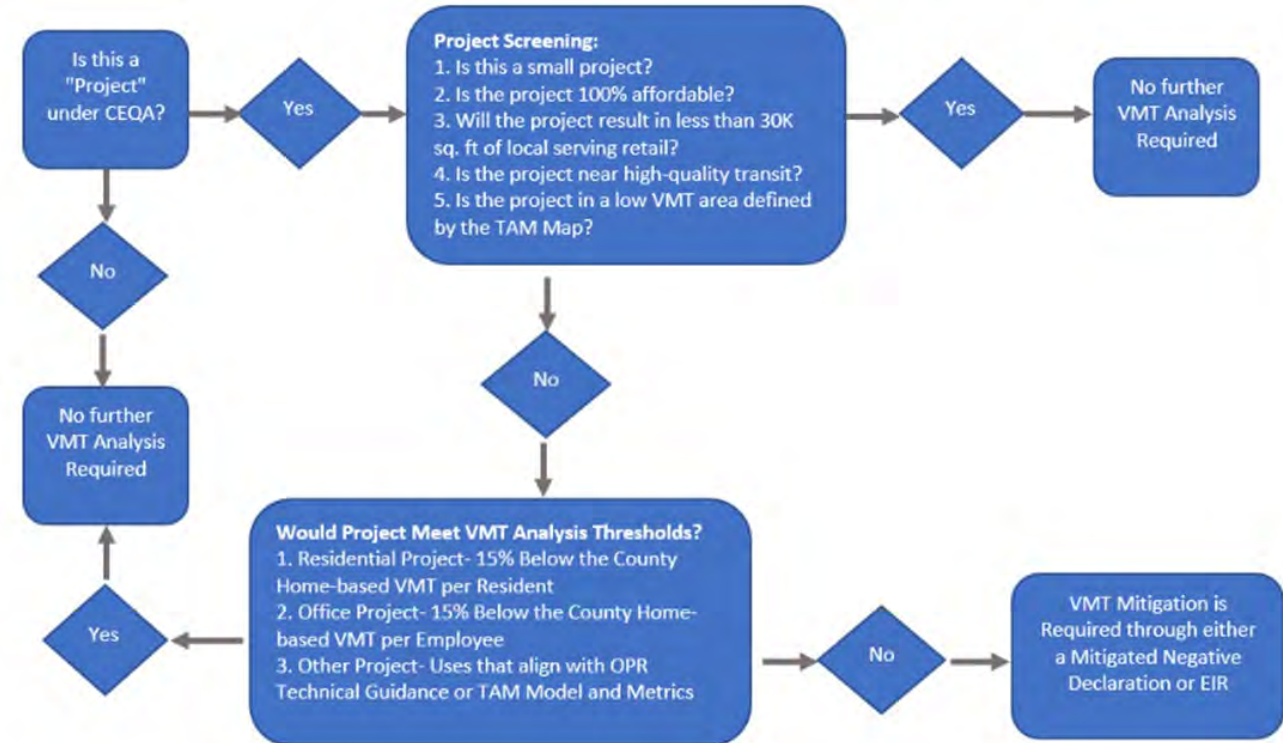 Is this a
"Project"
under CEQA?
Yes
Project Screening:
1. Is this a small project?
2. Is the project 100% affordable?
3. Will the project result in less than 30K
sq. ft of local serving retail?
4. Is the project near high-quality transit?
5. Is the project in a low VMT area defined
by the TAM Map?
Yes
No further
VMT Analysis
Required
No
No
No further
VMT Analysis
Required
Would Project Meet VMT Analysis Thresholds?
1. Residential Project- 15% Below the County
Home-based VMT per Resident
2. Office Project- 15% Below the County Home-
based VMT per Employee
3. Other Project- Uses that align with OPR
Technical Guidance or TAM Model and Metrics
Yes
No
VMT Mitigation is
Required through either
a Mitigated Negative
Declaration or EIR